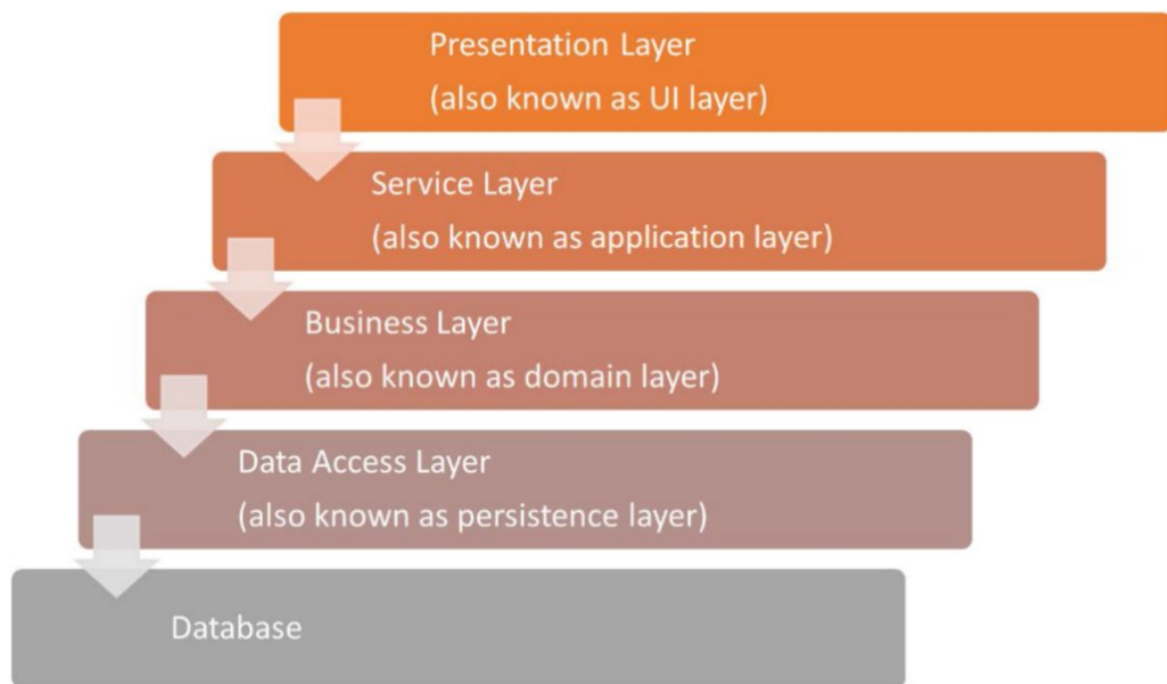 Presentation Layer
(also known as UI layer)
Service Layer
(also known as application layer)
Business Layer
(also known as domain layer)
Data Access Layer
(also known as persistence layer)
Database